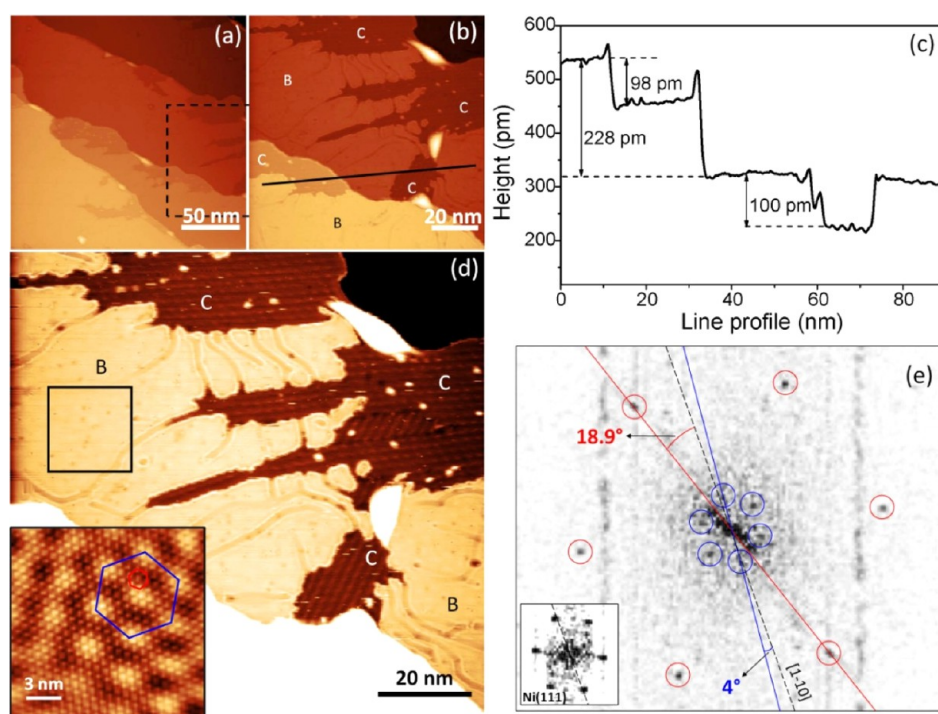 (a)
50 nm
(b)
C
B
C
C
C
B
20 nm
(c)
Height (pm)
600
500
400
300
200
98 pm
228 pm
100 pm
0
20
40
60
80
Line profile (nm)
(d)
C
B
C
C
B
3 nm
20 nm
(e)
18.9°
4°
[1-10]
Ni(111)